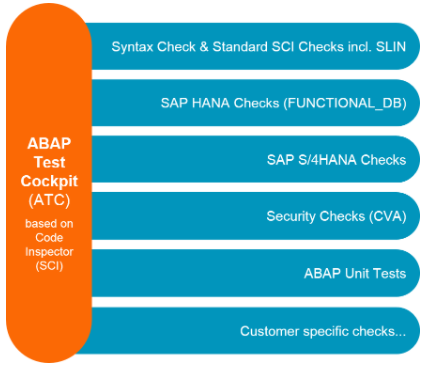 ABAP
Test
Cockpit
(ATC)
based on
Code
Inspector
(SCI)
Syntax Check & Standard SCI Checks incl. SLIN
SAP HANA Checks (FUNCTIONAL_DB)
SAP S/4HANA Checks
Security Checks (CVA)
ABAP Unit Tests
Customer specific checks...